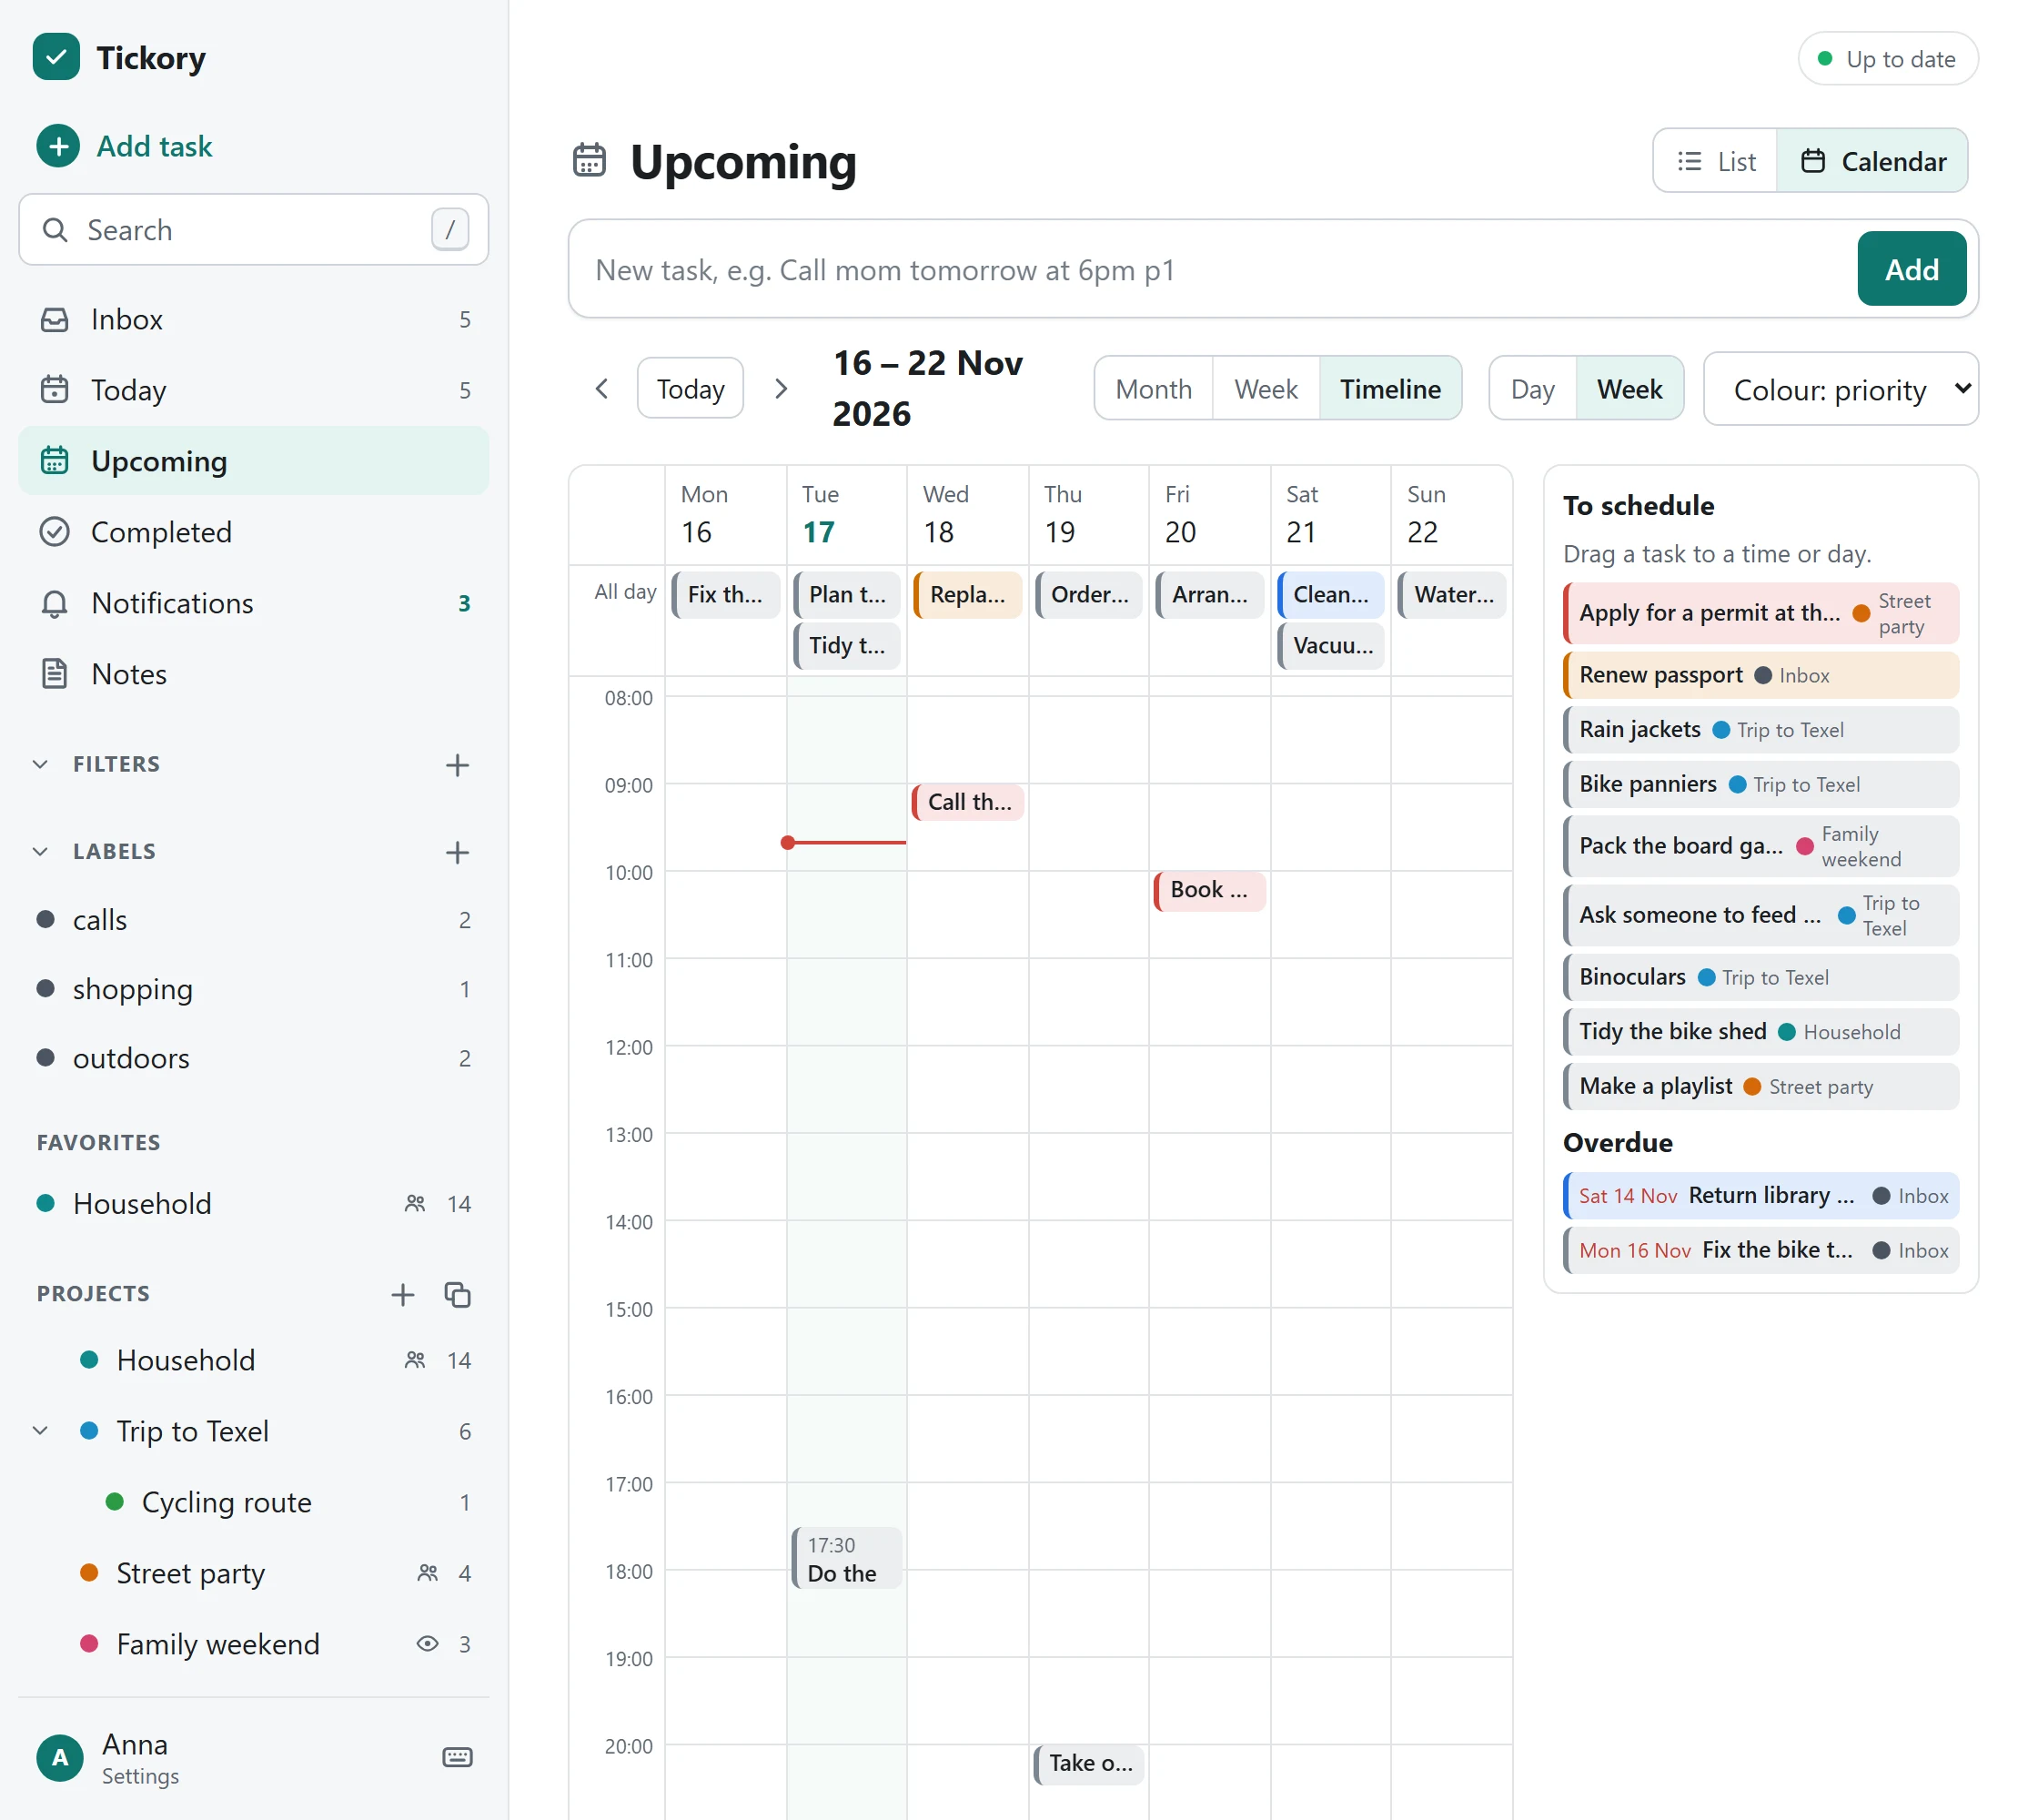 Tickory
Add task
Search /
Inbox 5
Today 5
Upcoming
Completed
Notifications 3
Notes
FILTERS
LABELS
calls 2
shopping 1
outdoors 2
FAVORITES
Household 14
PROJECTS
Household 14
Trip to Texel 6
Cycling route 1
Street party 4
Family weekend 3
A
Anna
Settings
Up to date
Upcoming
List Calendar
New task, e.g. Call mom tomorrow at 6pm p1
Add
Today
16 – 22 Nov
2026
Month Week Timeline
Day Week
Colour: priority
Mon Tue Wed Thu Fri Sat Sun
16 17 18 19 20 21 22
All day Fix th... Plan t... Repla... Order... Arran... Clean... Water...
Tidy t... Vacuu...
08:00
09:00
Call th...
10:00
Book ...
11:00
12:00
13:00
14:00
15:00
16:00
17:00
17:30
Do the
18:00
19:00
20:00
Take o...
To schedule
Drag a task to a time or day.
Apply for a permit at th... Street
party
Renew passport Inbox
Rain jackets Trip to Texel
Bike panniers Trip to Texel
Pack the board ga... Family
weekend
Ask someone to feed ... Trip to
Texel
Binoculars Trip to Texel
Tidy the bike shed Household
Make a playlist Street party
Overdue
Sat 14 Nov Return library ... Inbox
Mon 16 Nov Fix the bike t... Inbox